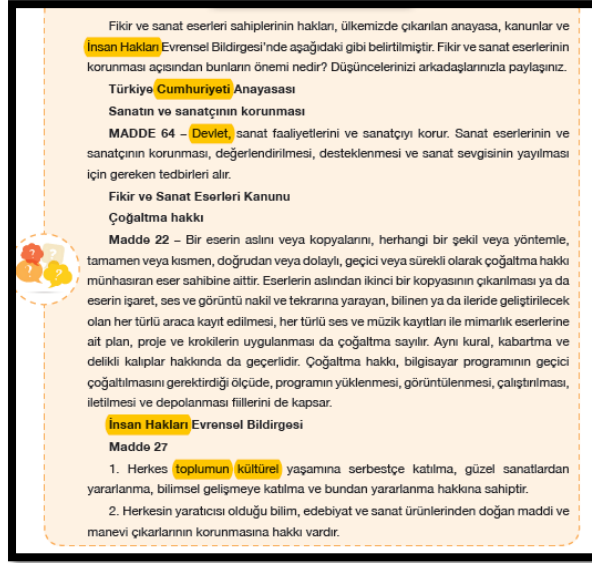 Fikir ve sanat eserleri sahiplerinin hakları, ülkemizde çıkarılan anayasa, kanunlar ve
İnsan Hakları Evrensel Bildirgesi’nde aşağıdaki gibi belirtilmiştir. Fikir ve sanat eserlerinin
korunması açısından bunların önemi nedir? Düşüncelerinizi arkadaşlarınızla paylaşınız.
Türkiye Cumhuriyeti Anayasası
Sanatın ve sanatçının korunması
MADDE 64 – Devlet, sanat faaliyetlerini ve sanatçıyı korur. Sanat eserlerinin ve
sanatçının korunması, değerlendirilmesi, desteklenmesi ve sanat sevgisinin yayılması
için gereken tedbirleri alır.
Fikir ve Sanat Eserleri Kanunu
Çoğaltma hakkı
Madde 22 – Bir eserin aslını veya kopyalarını, herhangi bir şekil veya yöntemle,
tamamen veya kısmen, doğrudan veya dolaylı, geçici veya sürekli olarak çoğaltma hakkı
münhasıran eser sahibine aittir. Eserlerin aslından ikinci bir kopyasının çıkarılması ya da
eserin işaret, ses ve görüntü nakil ve tekrarına yarayan, bilinen ya da ileride geliştirilecek
olan her türlü araca kayıt edilmesi, her türlü ses ve müzik kayıtları ile mimarlık eserlerine
ait plan, proje ve krokilerin uygulanması da çoğaltma sayılır. Aynı kural, kabartma ve
delikli kalıplar hakkında da geçerlidir. Çoğaltma hakkı, bilgisayar programının geçici
çoğaltılmasını gerektirdiği ölçüde, programın yüklenmesi, görüntülenmesi, çalıştırılması,
iletilmesi ve depolanması fiillerini de kapsar.
İnsan Hakları Evrensel Bildirgesi
Madde 27
1. Herkes toplumun kültürel yaşamına serbestçe katılma, güzel sanatlardan
yararlanma, bilimsel gelişmeye katılma ve bundan yararlanma hakkına sahiptir.
2. Herkesin yaratıcısı olduğu bilim, edebiyat ve sanat ürünlerinden doğan maddi ve
manevi çıkarlarının korunmasına hakkı vardır.